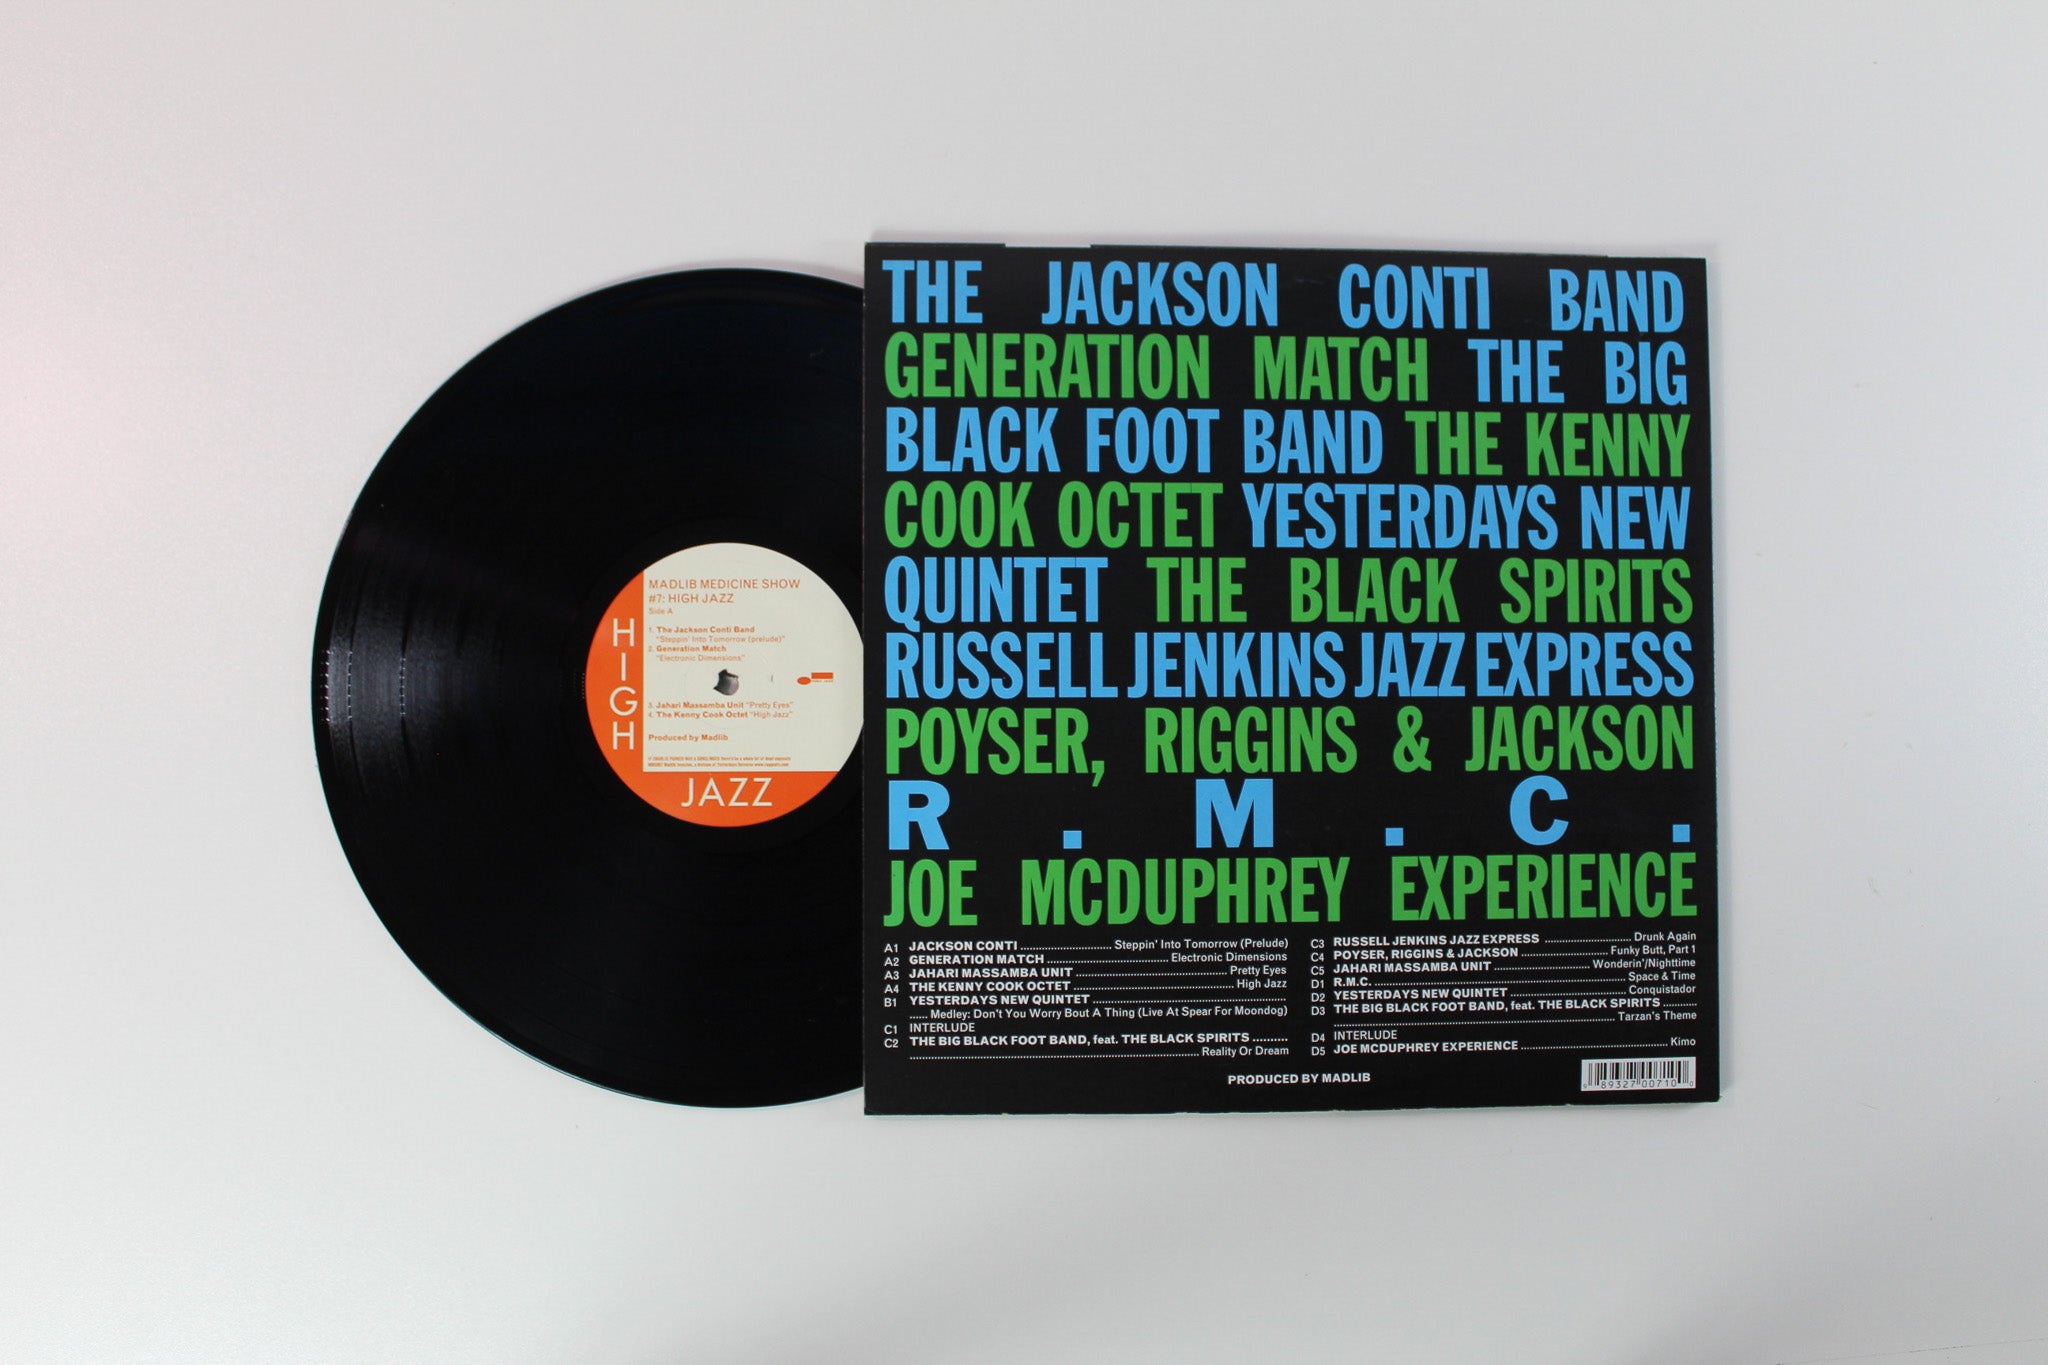 MADLIB MEDICINE SHOW
#7: HIGH JAZZ
Side A
1. The Jackson Conti Band
"Steppin' Into Tomorrow (prelude)"
2. Generation Match
"Electronic Dimensions"
3. Jahari Massamba Unit "Pretty Eyes"
4. The Kenny Cook Octet "High Jazz"
Produced by Madlib
HIGH
JAZZ
THE JACKSON CONTI BAND
GENERATION MATCH THE BIG
BLACK FOOT BAND THE KENNY
COOK OCTET YESTERDAYS NEW
QUINTET THE BLACK SPIRITS
RUSSELL JENKINS JAZZ EXPRESS
POYSER, RIGGINS & JACKSON
R.M.C.
JOE MCDUPHREY EXPERIENCE
A1 JACKSON CONTI ........ Steppin' Into Tomorrow (Prelude)
A2 GENERATION MATCH ........ Electronic Dimensions
A3 JAHARI MASSAMBA UNIT ........ Pretty Eyes
A4 THE KENNY COOK OCTET ........ High Jazz
B1 YESTERDAYS NEW QUINTET ........
...... Medley: Don't You Worry Bout A Thing (Live At Spear For Moondog)
C1 INTERLUDE
C2 THE BIG BLACK FOOT BAND, feat. THE BLACK SPIRITS ..........
........ Reality Or Dream
C3 RUSSELL JENKINS JAZZ EXPRESS ........ Drunk Again
C4 POYSER, RIGGINS & JACKSON ........ Funky Butt, Part 1
C5 JAHARI MASSAMBA UNIT ........ Wonderin'/Nighttime
D1 R.M.C. ........ Space & Time
D2 YESTERDAYS NEW QUINTET ........ Conquistador
D3 THE BIG BLACK FOOT BAND, feat. THE BLACK SPIRITS ..........
........ Tarzan's Theme
D4 INTERLUDE
D5 JOE MCDUPHREY EXPERIENCE ........ Kimo
PRODUCED BY MADLIB
9 89327 00710 0